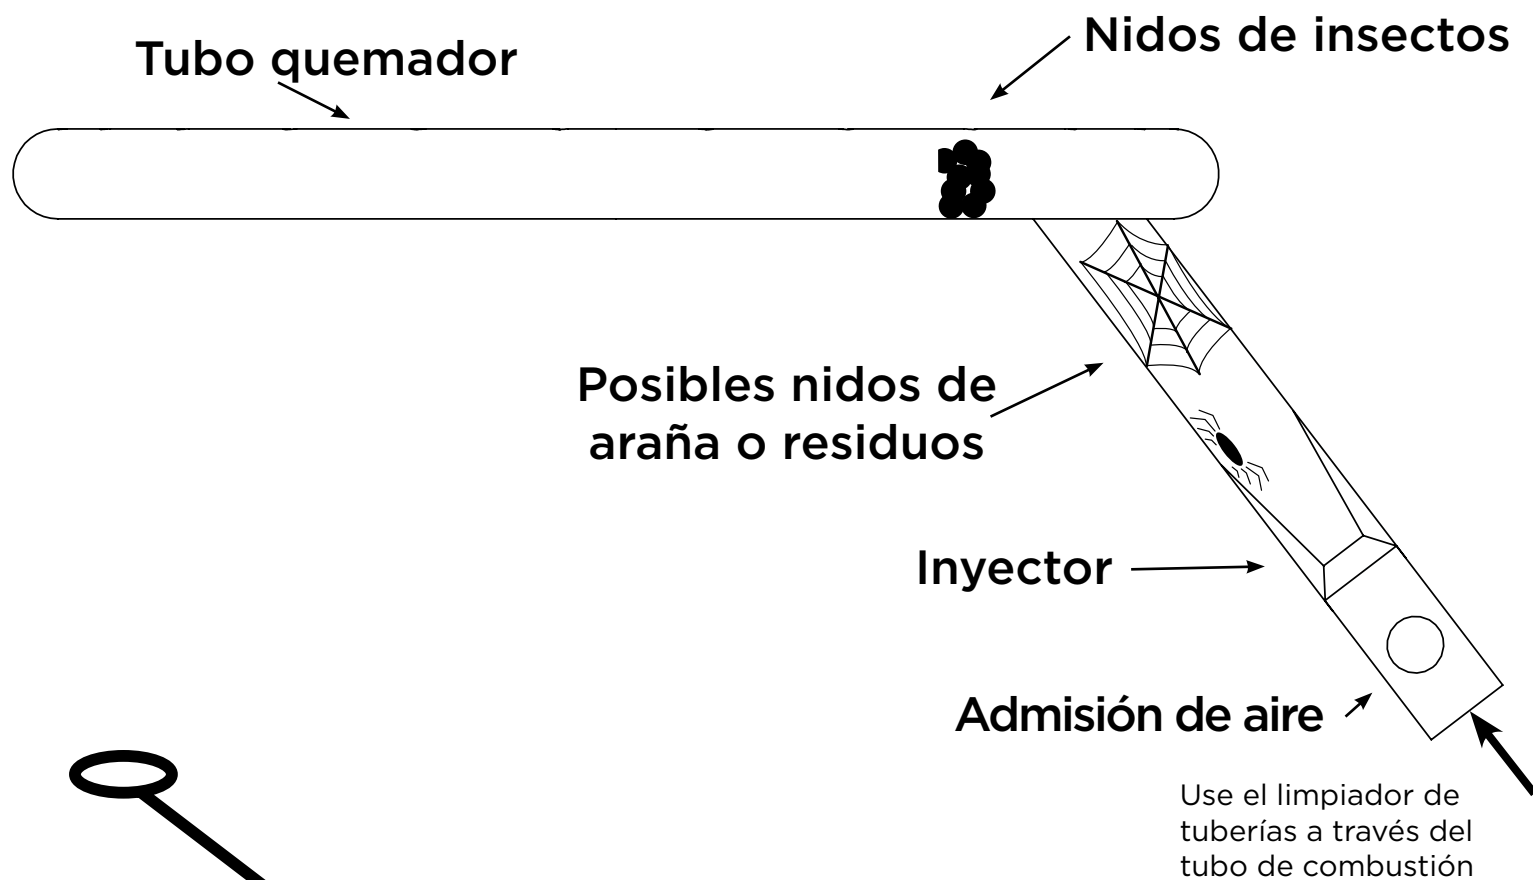 Tubo quemador
Nidos de insectos
Posibles nidos de
araña o residuos
Inyector
Admisión de aire
Use el limpiador de
tuberías a través del
tubo de combustión